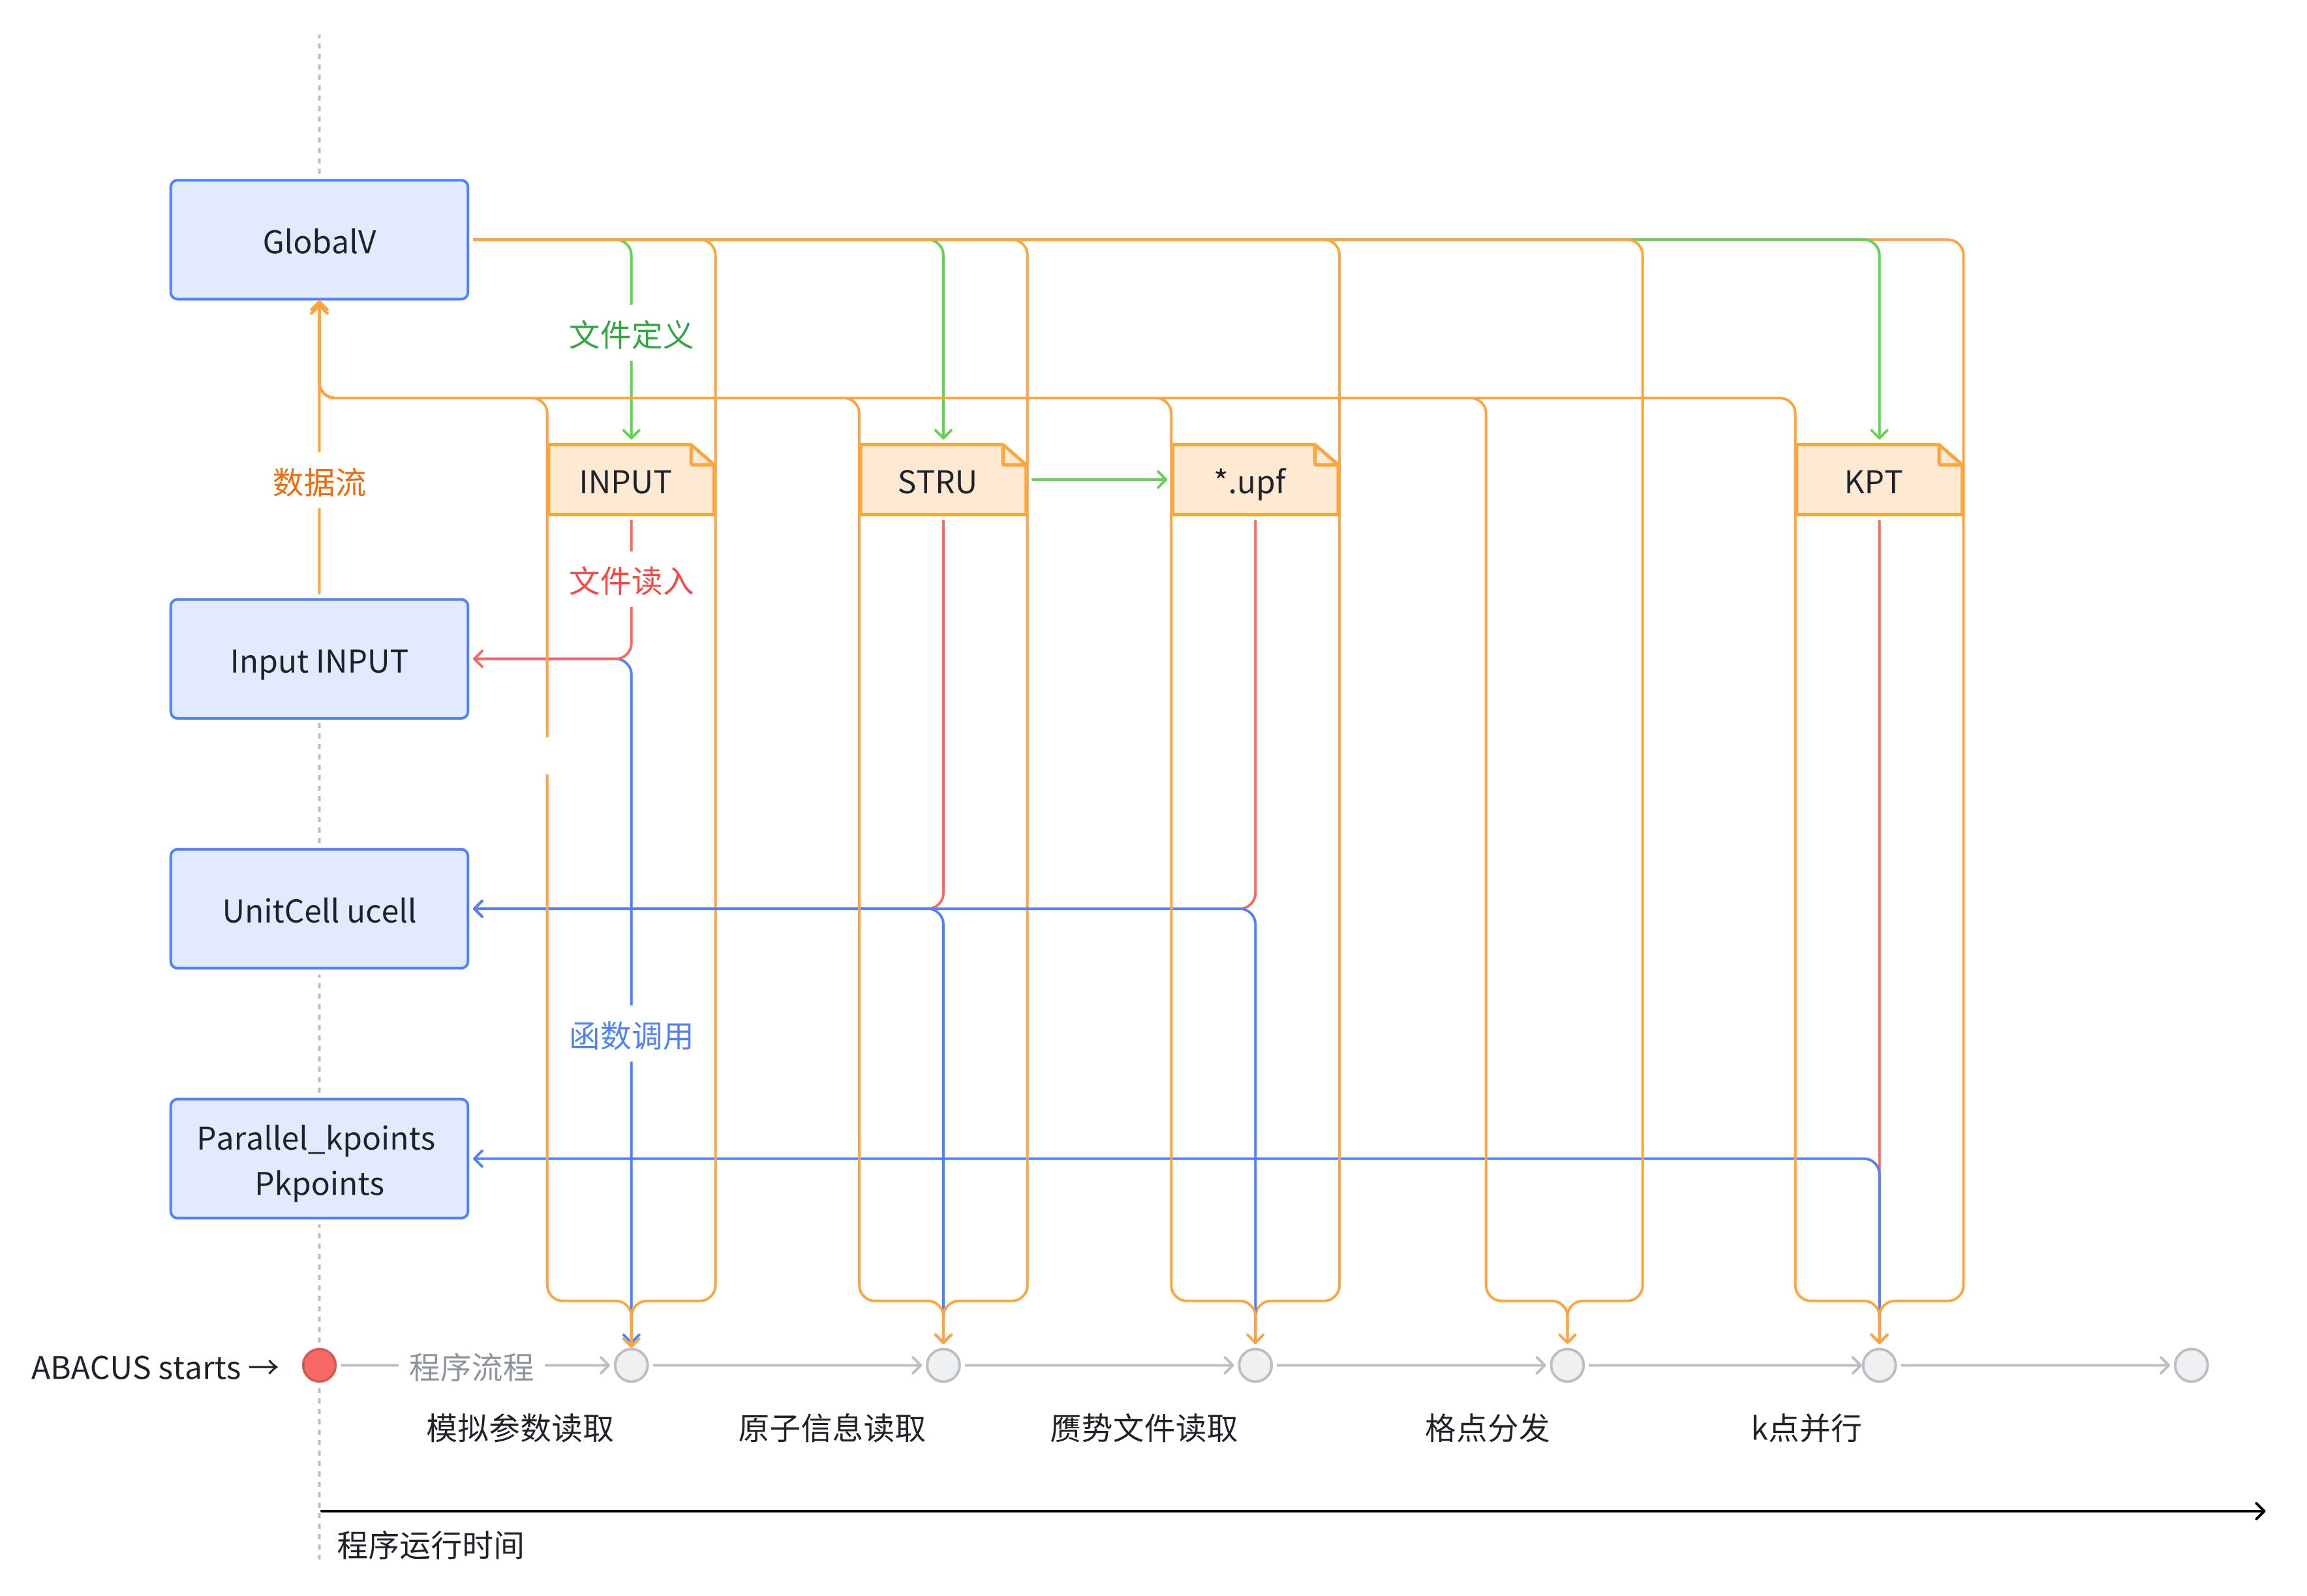 GlobalV
文件定义
数据流
INPUT
STRU
*.upf
KPT
文件读入
Input INPUT
UnitCell ucell
函数调用
Parallel_kpoints
Pkpoints
ABACUS starts →
程序流程
模拟参数读取
原子信息读取
赝势文件读取
格点分发
k点并行
程序运行时间